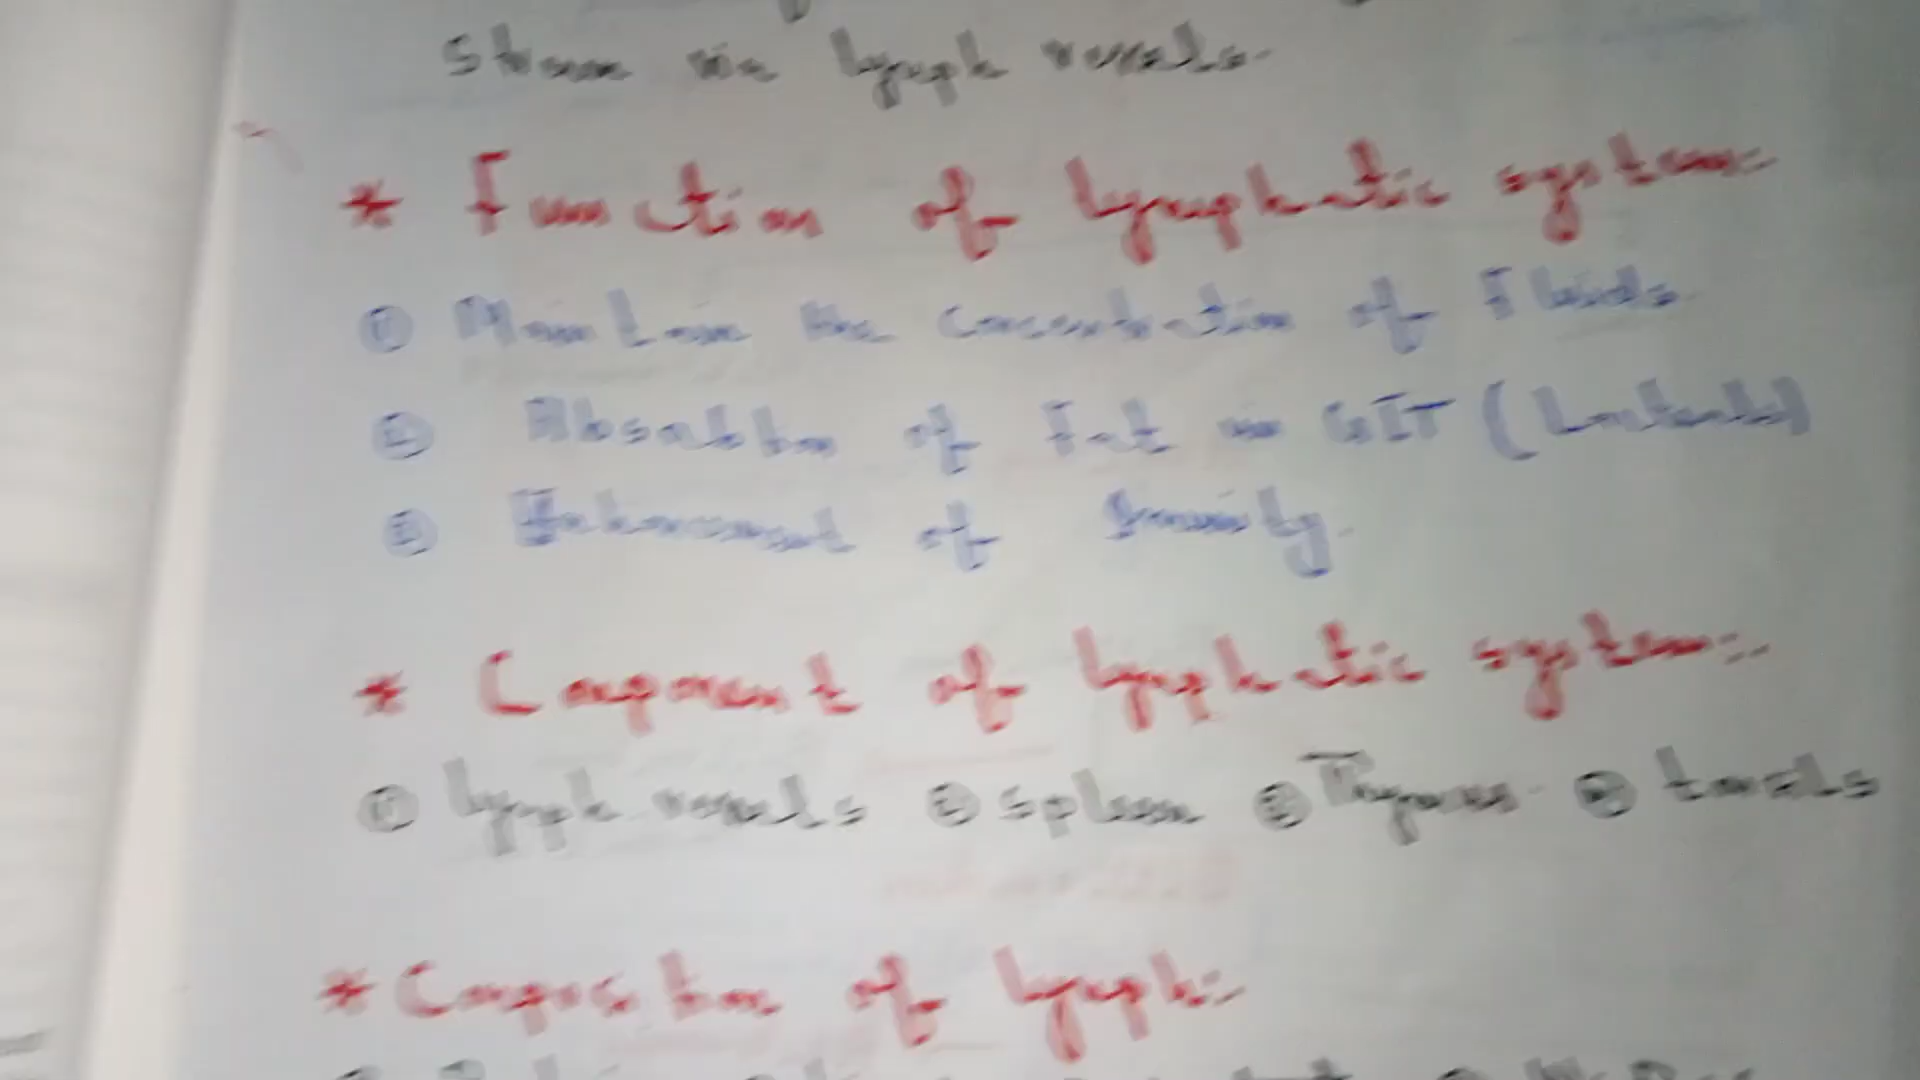 Stream via lymph vessels.
* Function of lymphatic system:-
① Maintain the concentration of Fluids
② Absorbtion of Fat in GIT (Lacteals)
③ Enhancement of Immunity.
* Component of lymphatic system:-
① lymph vessels ② spleen ③ Thymus ④ tonsils
* Composition of lymph:-